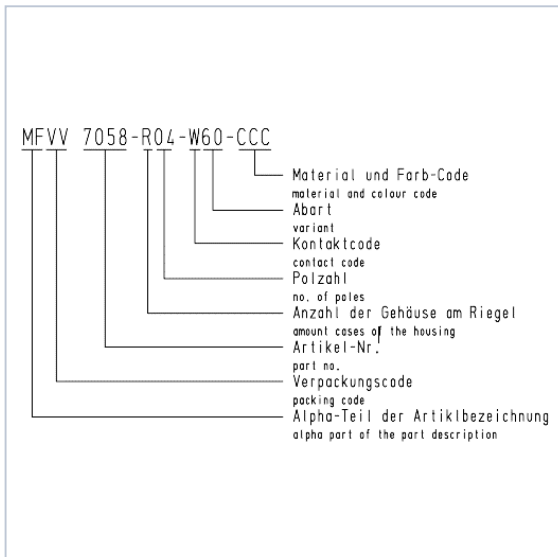 MFVV 7058-R04-W60-CCC
Material und Farb-Code
material and colour code
Abart
variant
Kontaktcode
contact code
Polzahl
no. of poles
Anzahl der Gehäuse am Riegel
amount cases of the housing
Artikel-Nr.
part no.
Verpackungscode
packing code
Alpha-Teil der Artiklbezeichnung
alpha part of the part description